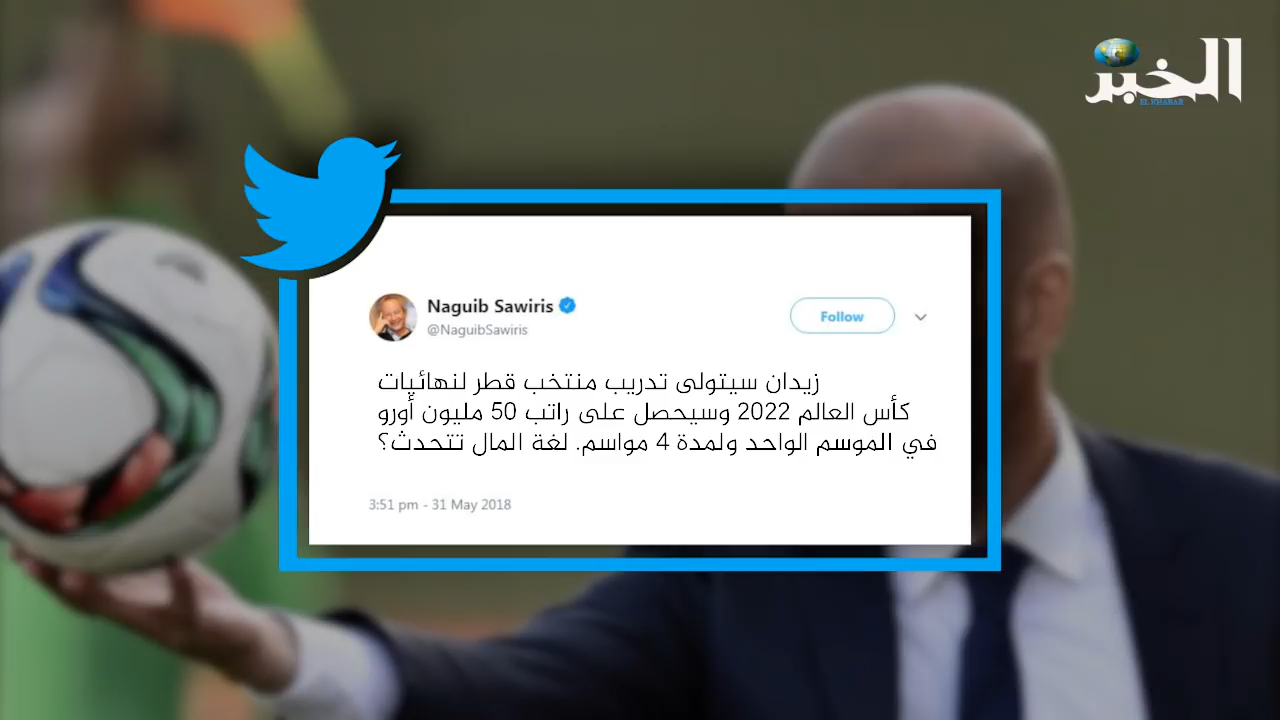 الخبر
EL KHABAR
Naguib Sawiris
@NaguibSawiris
Follow
زيدان سيتولى تدريب منتخب قطر لنهائيات
كأس العالم 2022 وسيحصل على راتب 50 مليون أورو
في الموسم الواحد ولمدة 4 مواسم. لغة المال تتحدث؟
3:51 pm - 31 May 2018